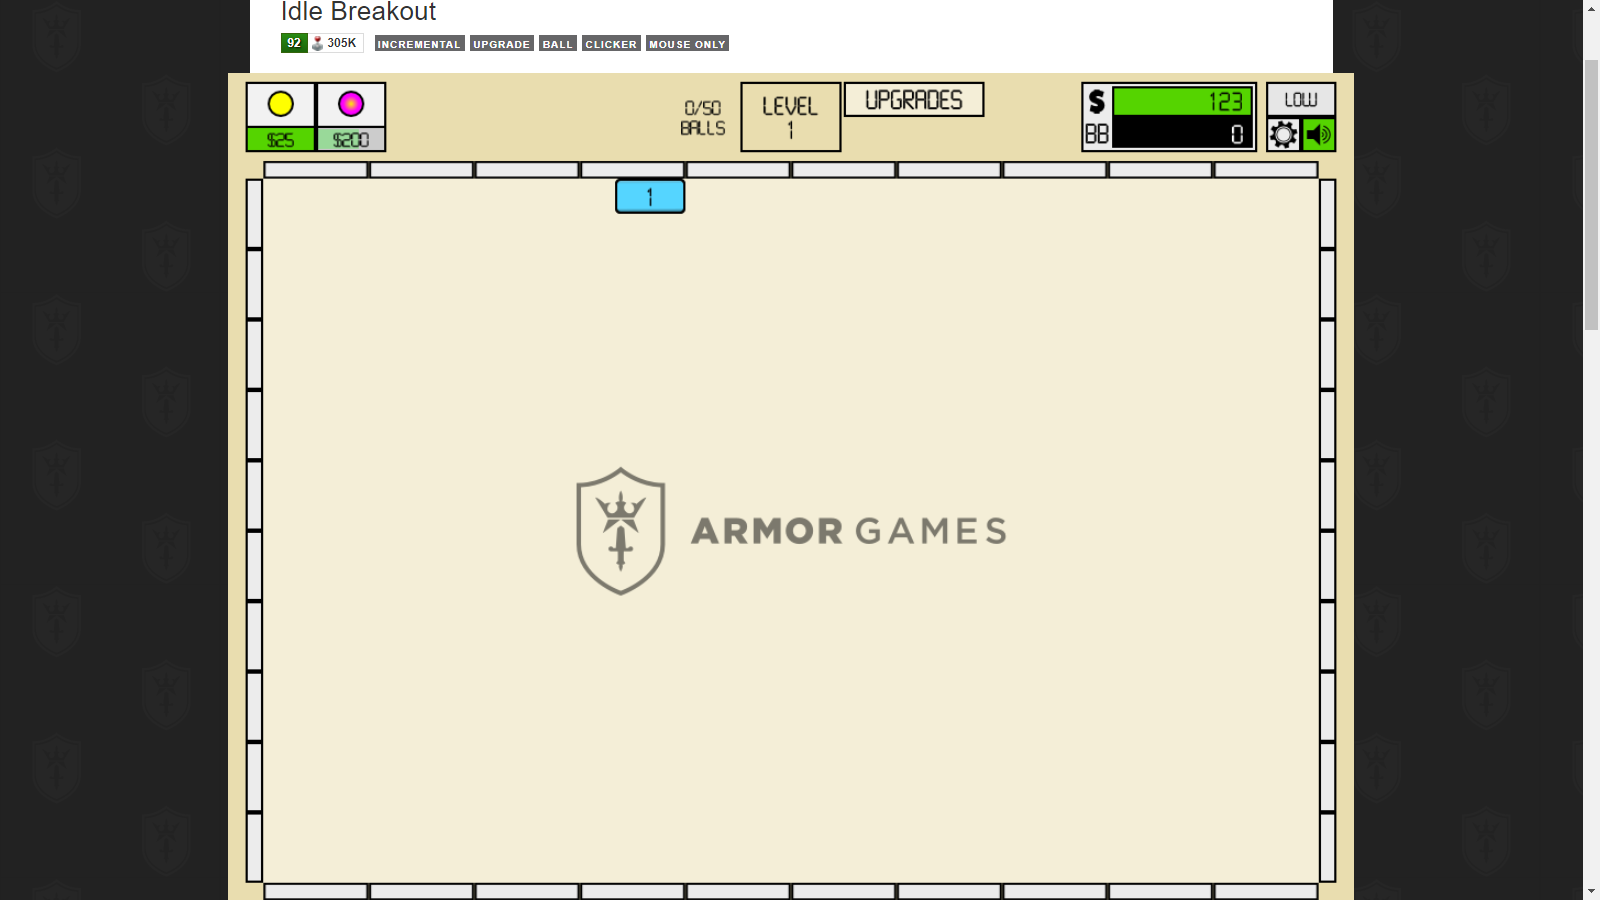 Idle Breakout
92 305K INCREMENTAL UPGRADE BALL CLICKER MOUSE ONLY
$25 $200
0/50
BALLS
LEVEL
1
UPGRADES
$ 123
BB 0
LOW
1
ARMOR GAMES